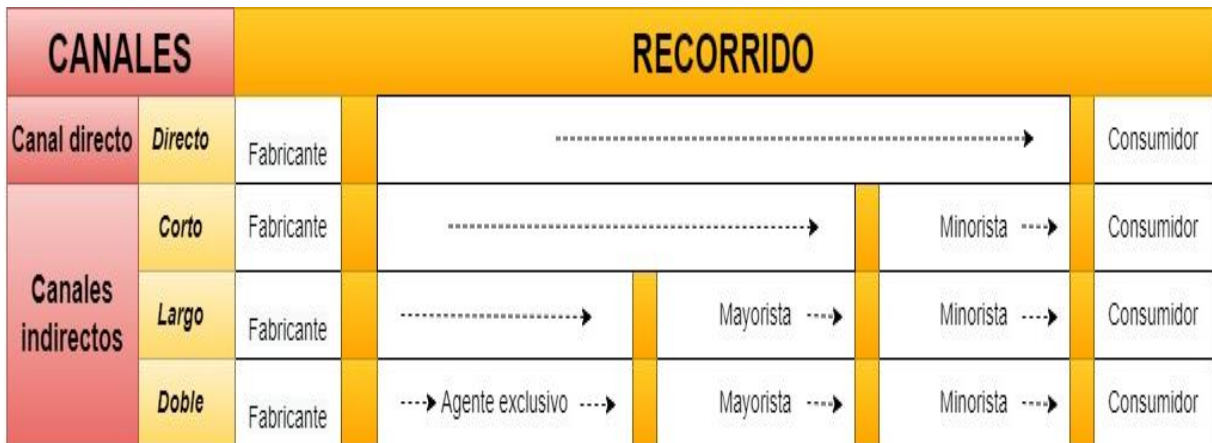 CANALES RECORRIDO
Canal directo Directo Fabricante Consumidor
Corto Fabricante Minorista Consumidor
Canales
indirectos
Largo Fabricante Mayorista Minorista Consumidor
Doble Fabricante Agente exclusivo Mayorista Minorista Consumidor